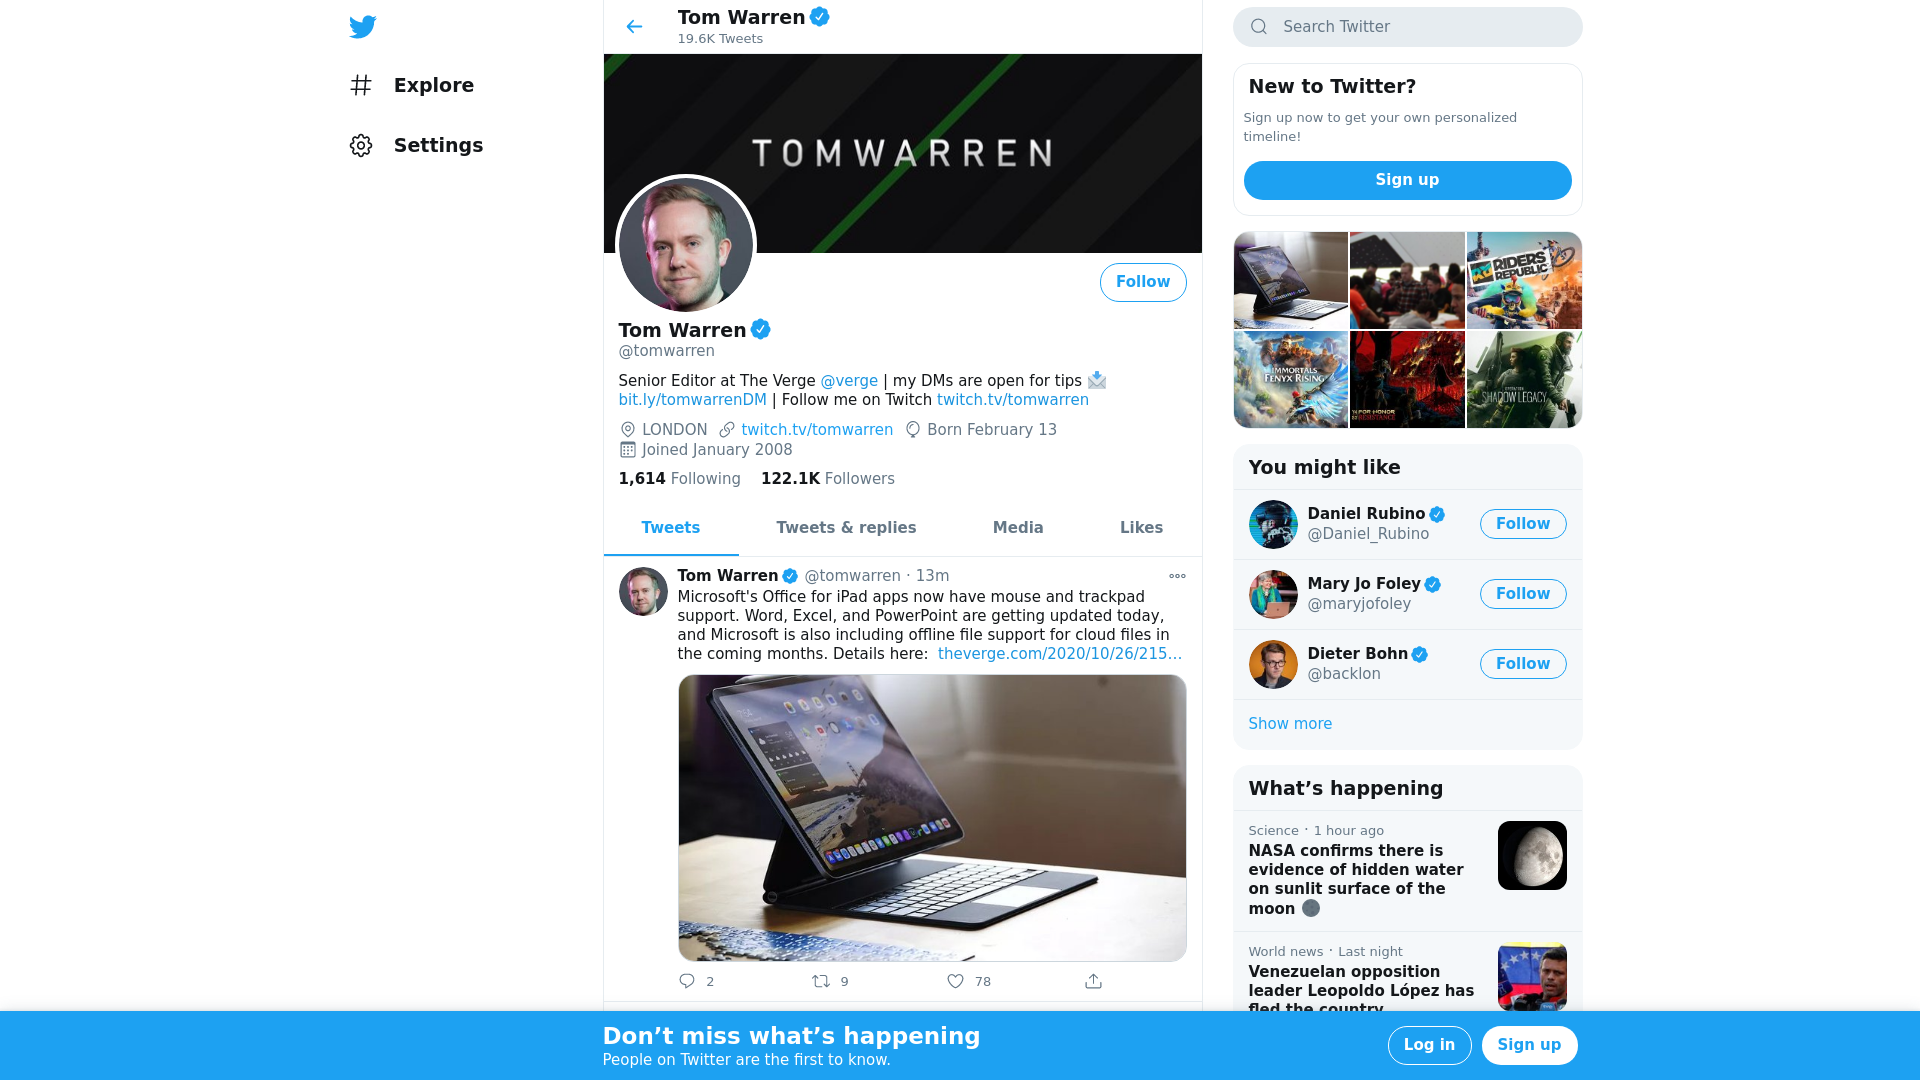 Explore
Settings
Tom Warren
19.6K Tweets
TOMWARREN
Follow
Tom Warren
@tomwarren
Senior Editor at The Verge @verge | my DMs are open for tips
bit.ly/tomwarrenDM | Follow me on Twitch twitch.tv/tomwarren
LONDON twitch.tv/tomwarren Born February 13
Joined January 2008
1,614 Following 122.1K Followers
Tweets Tweets & replies Media Likes
Tom Warren @tomwarren · 13m
Microsoft's Office for iPad apps now have mouse and trackpad
support. Word, Excel, and PowerPoint are getting updated today,
and Microsoft is also including offline file support for cloud files in
the coming months. Details here: theverge.com/2020/10/26/215…
2 9 78
Search Twitter
New to Twitter?
Sign up now to get your own personalized
timeline!
Sign up
RIDERS
REPUBLIC
IMMORTALS
FENYX RISING
FOR HONOR
RESISTANCE
SHADOW LEGACY
You might like
Daniel Rubino
@Daniel_Rubino
Follow
Mary Jo Foley
@maryjofoley
Follow
Dieter Bohn
@backlon
Follow
Show more
What’s happening
Science · 1 hour ago
NASA confirms there is
evidence of hidden water
on sunlit surface of the
moon
World news · Last night
Venezuelan opposition
leader Leopoldo López has
fled the country
Don’t miss what’s happening
People on Twitter are the first to know.
Log in
Sign up